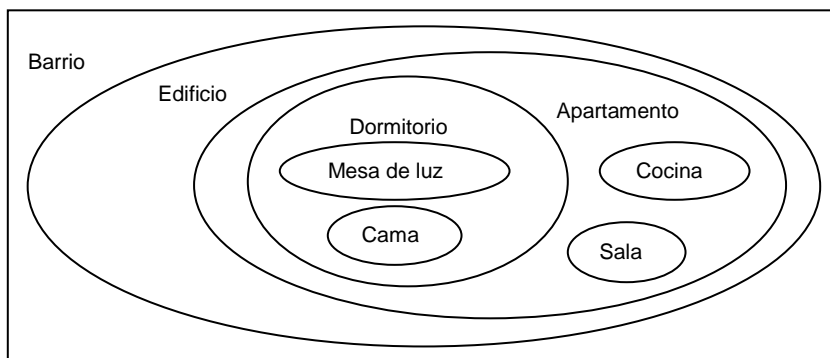 Barrio
Edificio
Apartamento
Dormitorio
Mesa de luz
Cocina
Cama
Sala